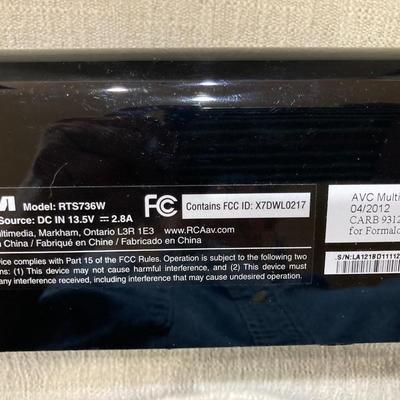 Model: RTS736W
Source: DC IN 13.5V ⎓ 2.8A
ultimedia, Markham, Ontario L3R 1E3 www.RCAav.com
n China / Fabriqué en Chine / Fabricado en China
FC Contains FCC ID: X7DWL0217
vice complies with Part 15 of the FCC Rules. Operation is subject to the following two
ons: (1) This device may not cause harmful interference, and (2) This device must
any interference received, including interference that may cause undesired operation.
AVC Multi
04/2012
CARB 9312
for Formald
S/N:LA121BD11112